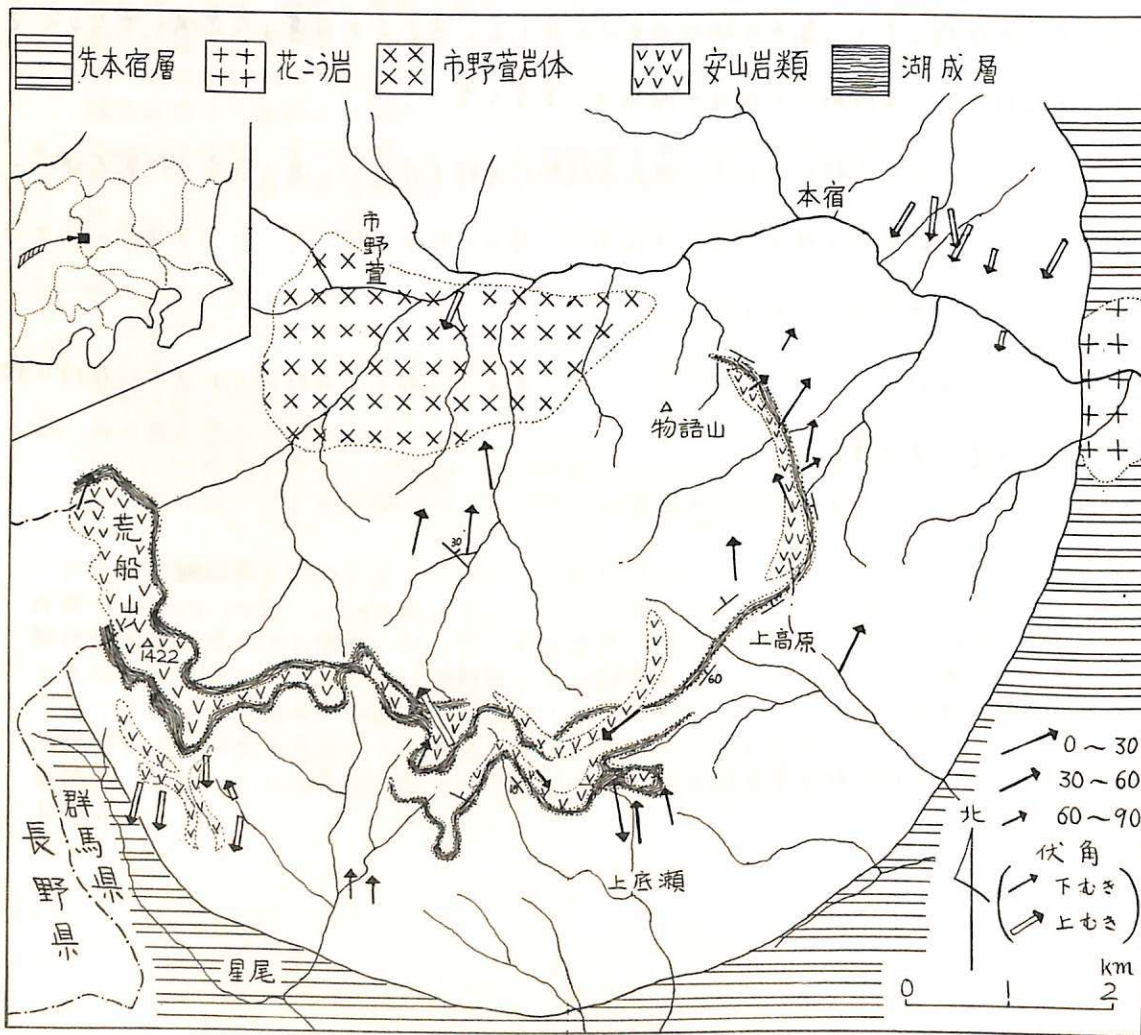 先本宿層 花こう岩 市野萱岩体 安山岩類 湖成層
本宿
市野萱
物語山
30
荒船山
1422
上高原
60
0～30
30～60
60～90
北
伏角
下むき
上むき
群馬県
長野県
上底瀬
星尾
km
0 1 2